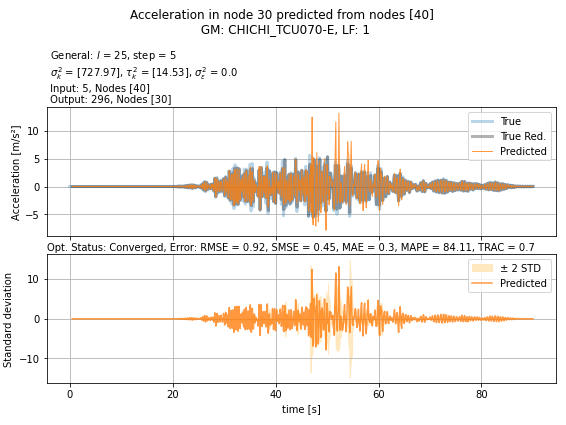 Acceleration in node 30 predicted from nodes [40]
GM: CHICHI_TCU070-E, LF: 1
General: l = 25, step = 5
σ²ₖ = [727.97], τ²ₖ = [14.53], σ²ε = 0.0
Input: 5, Nodes [40]
Output: 296, Nodes [30]
Acceleration [m/s²]
10
5
0
−5
True
True Red.
Predicted
Opt. Status: Converged, Error: RMSE = 0.92, SMSE = 0.45, MAE = 0.3, MAPE = 84.11, TRAC = 0.7
Standard deviation
10
0
−10
± 2 STD
Predicted
0 20 40 60 80
time [s]